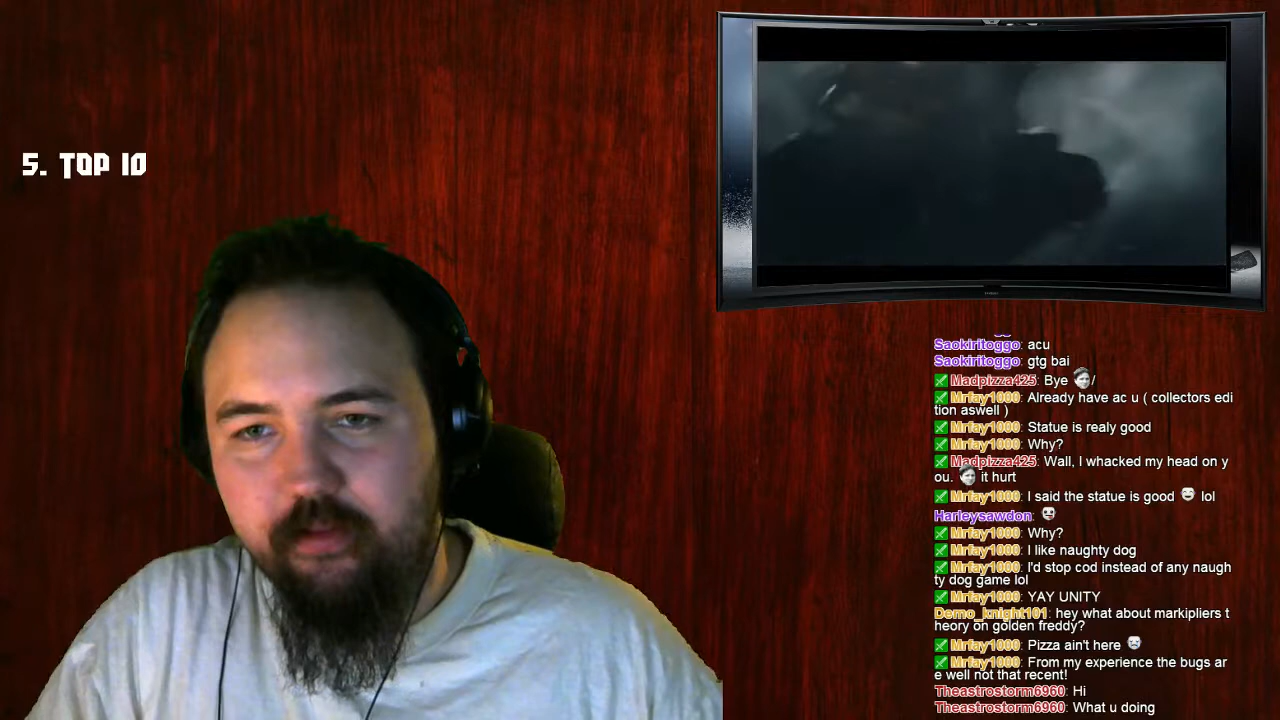 5. TOP 10
Saokiritoggo: acu
Saokiritoggo: gtg bai
Madpizza425: Bye /
Mrfay1000: Already have ac u ( collectors edi
tion aswell )
Mrfay1000: Statue is realy good
Mrfay1000: Why?
Madpizza425: Wall, I whacked my head on y
ou. it hurt
Mrfay1000: I said the statue is good lol
Harleysawdon:
Mrfay1000: Why?
Mrfay1000: I like naughty dog
Mrfay1000: I'd stop cod instead of any naugh
ty dog game lol
Mrfay1000: YAY UNITY
Demo_knight101: hey what about markipliers t
heory on golden freddy?
Mrfay1000: Pizza ain't here
Mrfay1000: From my experience the bugs ar
e well not that recent!
Theastrostorm6960: Hi
Theastrostorm6960: What u doing